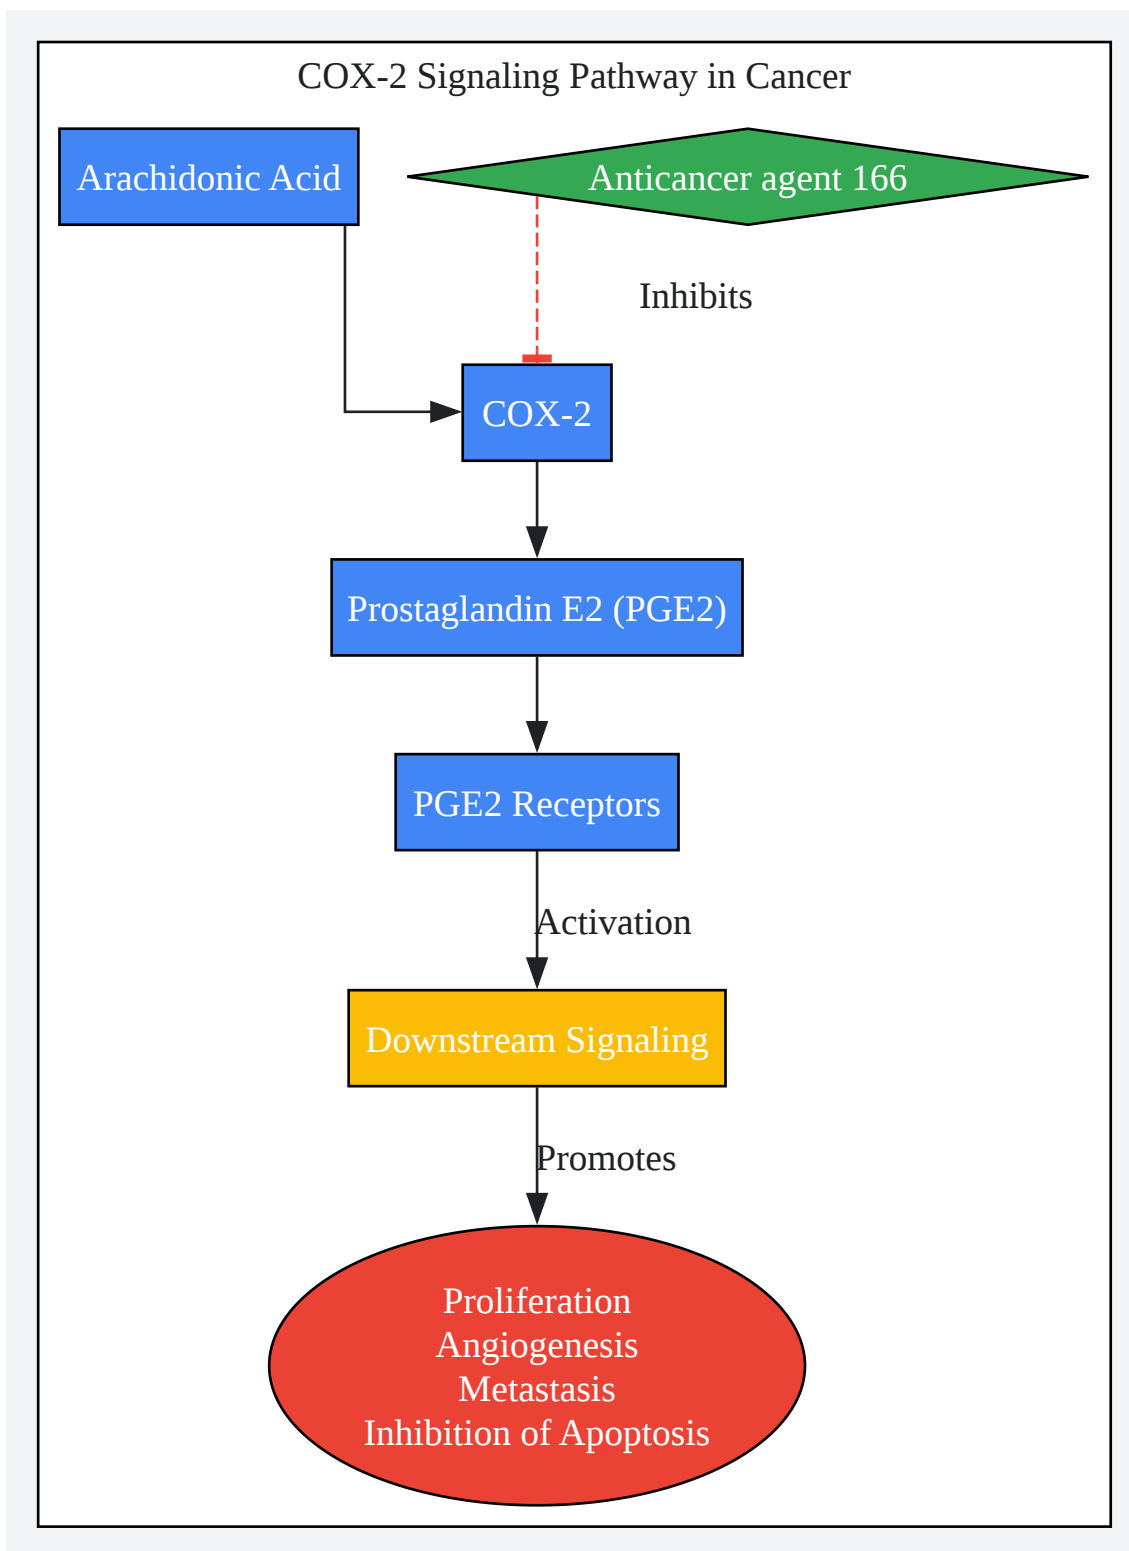 COX-2 Signaling Pathway in Cancer
Arachidonic Acid
Anticancer agent 166
Inhibits
COX-2
Prostaglandin E2 (PGE2)
PGE2 Receptors
Activation
Downstream Signaling
Promotes
Proliferation
Angiogenesis
Metastasis
Inhibition of Apoptosis